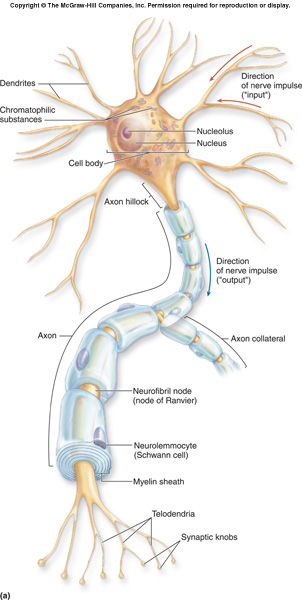 Copyright © The McGraw-Hill Companies, Inc. Permission required for reproduction or display.
Dendrites
Direction
of nerve impulse
("input")
Chromatophilic
substances
Nucleolus
Nucleus
Cell body
Axon hillock
Direction
of nerve impulse
("output")
Axon
Axon collateral
Neurofibril node
(node of Ranvier)
Neurolemmocyte
(Schwann cell)
Myelin sheath
Telodendria
Synaptic knobs
(a)